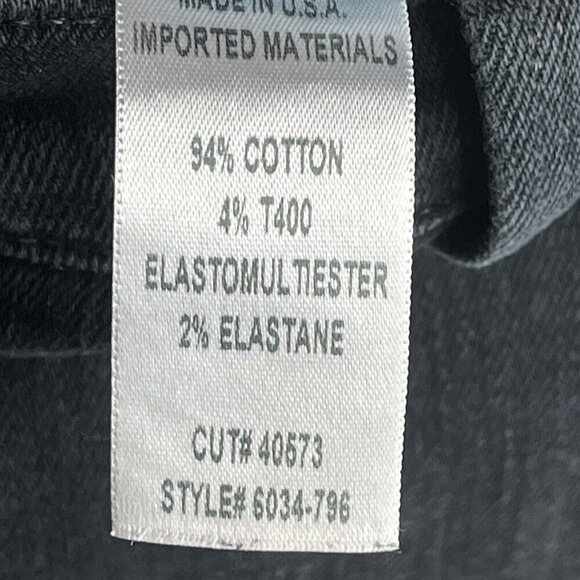 MADE IN U.S.A.
IMPORTED MATERIALS
94% COTTON
4% T400
ELASTOMULTIESTER
2% ELASTANE
CUT# 40573
STYLE# 6034-796